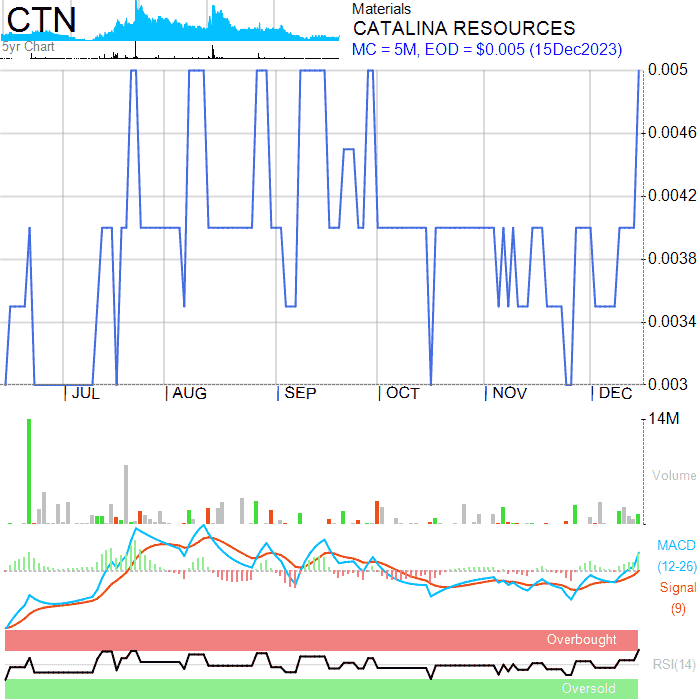 CTN
5yr Chart
Materials
CATALINA RESOURCES
MC = 5M, EOD = $0.005 (15Dec2023)
0.005
0.0046
0.0042
0.0038
0.0034
0.003
JUL AUG SEP OCT NOV DEC
14M
Volume
MACD
(12-26)
Signal
(9)
Overbought
RSI(14)
Oversold